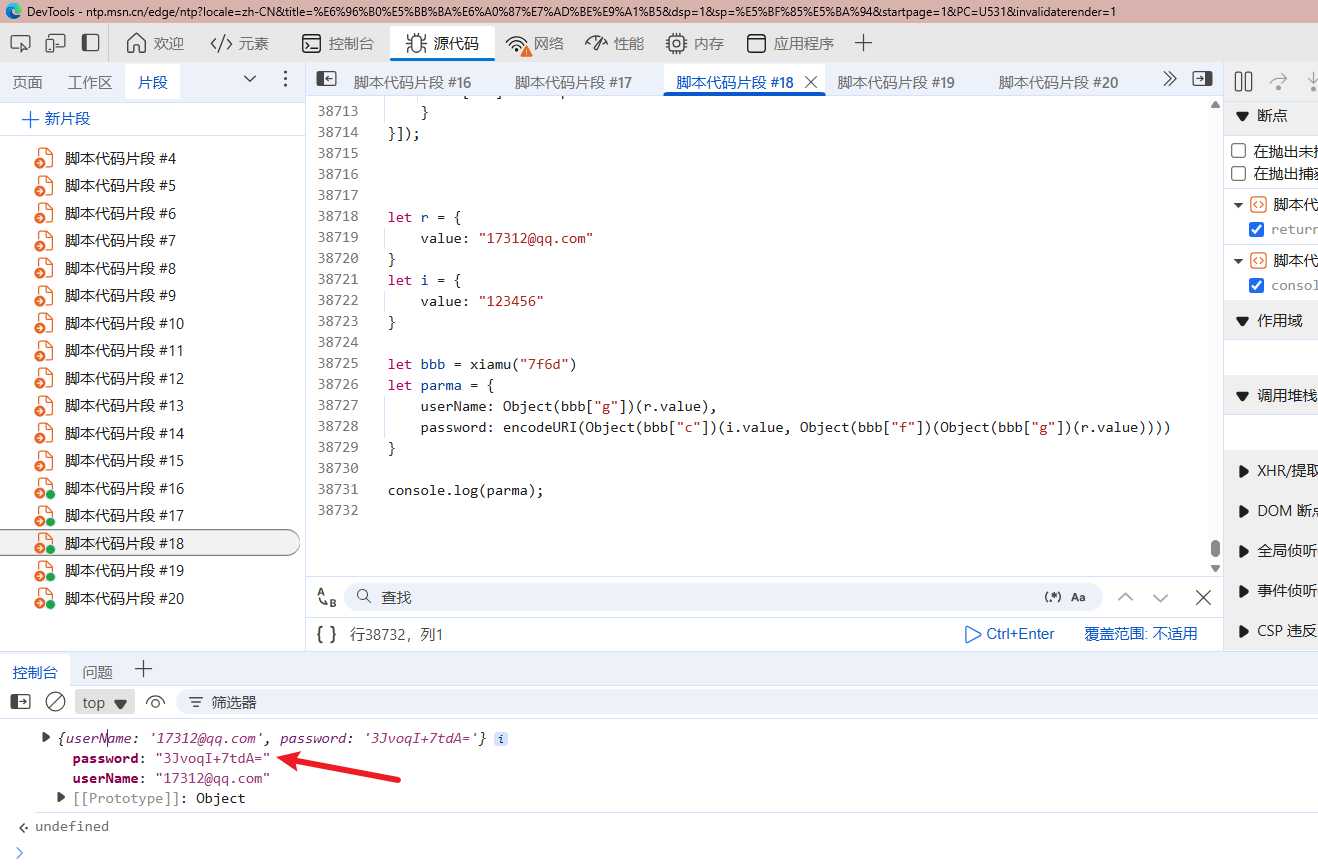 DevTools - ntp.msn.cn/edge/ntp?locale=zh-CN&title=%E6%96%B0%E5%BB%BA%E6%A0%87%E7%AD%BE%E9%A1%B5&dsp=1&sp=%E5%BF%85%E5%BA%94&startpage=1&PC=U531&invalidaterender=1
欢迎 </> 元素 控制台 源代码 网络 性能 内存 应用程序
页面 工作区 片段
脚本代码片段 #16 脚本代码片段 #17 脚本代码片段 #18 脚本代码片段 #19 脚本代码片段 #20
新片段
脚本代码片段 #4
脚本代码片段 #5
脚本代码片段 #6
脚本代码片段 #7
脚本代码片段 #8
脚本代码片段 #9
脚本代码片段 #10
脚本代码片段 #11
脚本代码片段 #12
脚本代码片段 #13
脚本代码片段 #14
脚本代码片段 #15
脚本代码片段 #16
脚本代码片段 #17
脚本代码片段 #18
脚本代码片段 #19
脚本代码片段 #20
38713 }
38714 }]);
38715
38716
38717
38718 let r = {
38719 value: "17312@qq.com"
38720 }
38721 let i = {
38722 value: "123456"
38723 }
38724
38725 let bbb = xiamu("7f6d")
38726 let parma = {
38727 userName: Object(bbb["g"])(r.value),
38728 password: encodeURI(Object(bbb["c"])(i.value, Object(bbb["f"])(Object(bbb["g"])(r.value))))
38729 }
38730
38731 console.log(parma);
38732
查找 (.*) Aa
{ } 行38732，列1 Ctrl+Enter 覆盖范围: 不适用
断点
在抛出未
在抛出捕
脚本代
return
脚本代
consol
作用域
调用堆栈
XHR/提取
DOM 断点
全局侦听
事件侦听
CSP 违反
控制台 问题
top 筛选器
{userName: '17312@qq.com', password: '3JvoqI+7tdA='}
password: "3JvoqI+7tdA="
userName: "17312@qq.com"
[[Prototype]]: Object
undefined